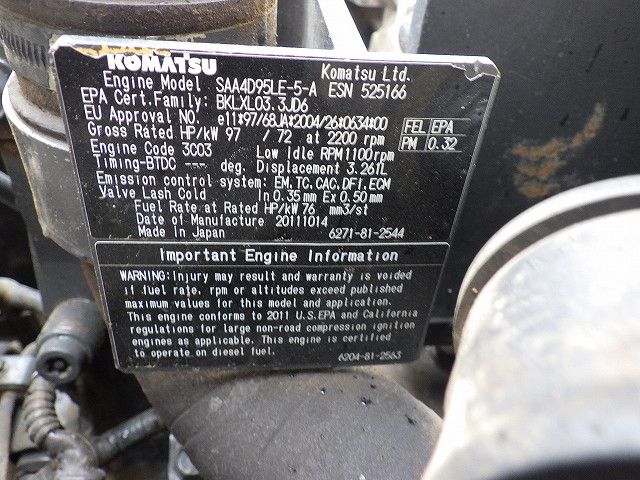 KOMATSU Komatsu Ltd.
Engine Model SAA4D95LE-5-A ESN 525166
EPA Cert.Family: BKLXL03.3JD6
EU Approval NO. e11*97/68JA*2004/26*0634*00
Gross Rated HP/kW 97 / 72 at 2200 rpm
FEL EPA
PM 0.32
Engine Code 3C03 Low Idle RPM 1100rpm
Timing-BTDC --- deg. Displacement 3.26ℓL
Emission control system: EM,TC,CAC,DFI,ECM
Valve Lash Cold In 0.35 mm Ex 0.50 mm
Fuel Rate at Rated HP/kW 76 mm3/st
Date of Manufacture 20111014
Made In Japan 6271-81-2544
Important Engine Information
WARNING: Injury may result and warranty is voided
if fuel rate, rpm or altitudes exceed published
maximum values for this model and application.
This engine conforms to 2011 U.S.EPA and California
regulations for large non-road compression ignition
engines as applicable. This engine is certified
to operate on diesel fuel. 6204-81-2563